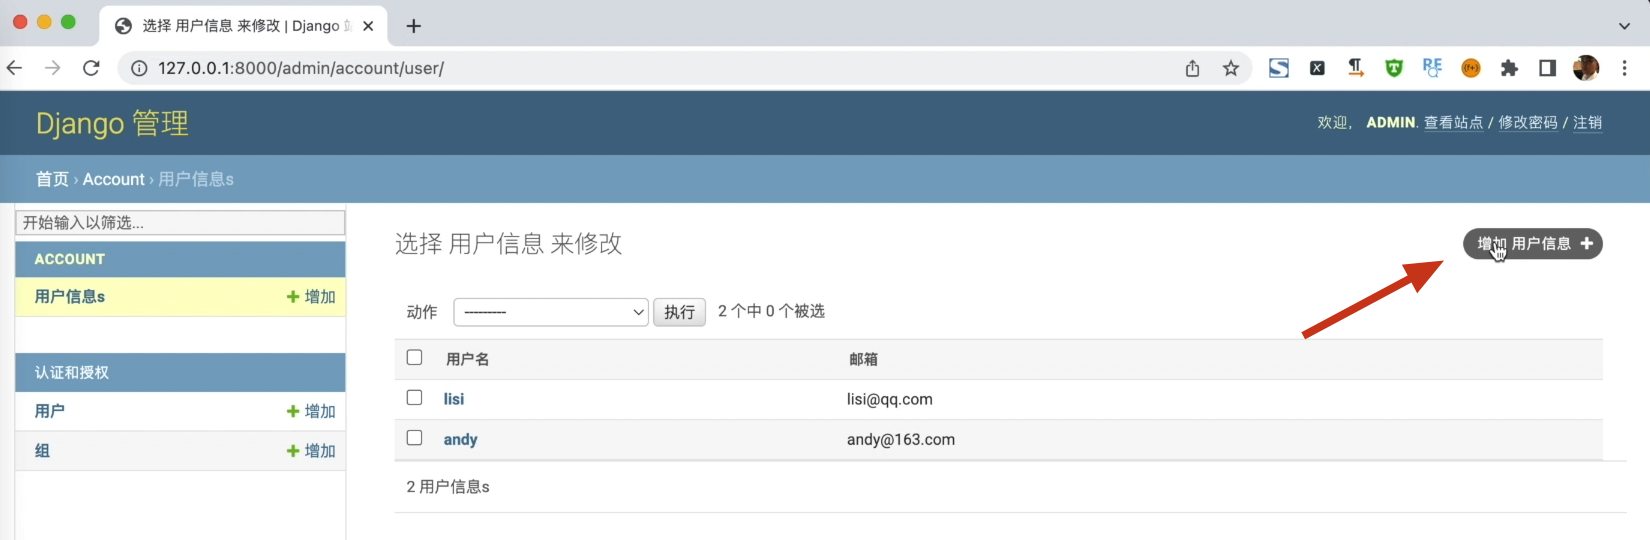 选择 用户信息 来修改 | Django 站
127.0.0.1:8000/admin/account/user/
Django 管理
欢迎， ADMIN. 查看站点 / 修改密码 / 注销
首页 › Account › 用户信息s
开始输入以筛选...
ACCOUNT
用户信息s 增加
认证和授权
用户 增加
组 增加
选择 用户信息 来修改
增加 用户信息
动作 --------- 执行 2 个中 0 个被选
用户名 邮箱
lisi lisi@qq.com
andy andy@163.com
2 用户信息s